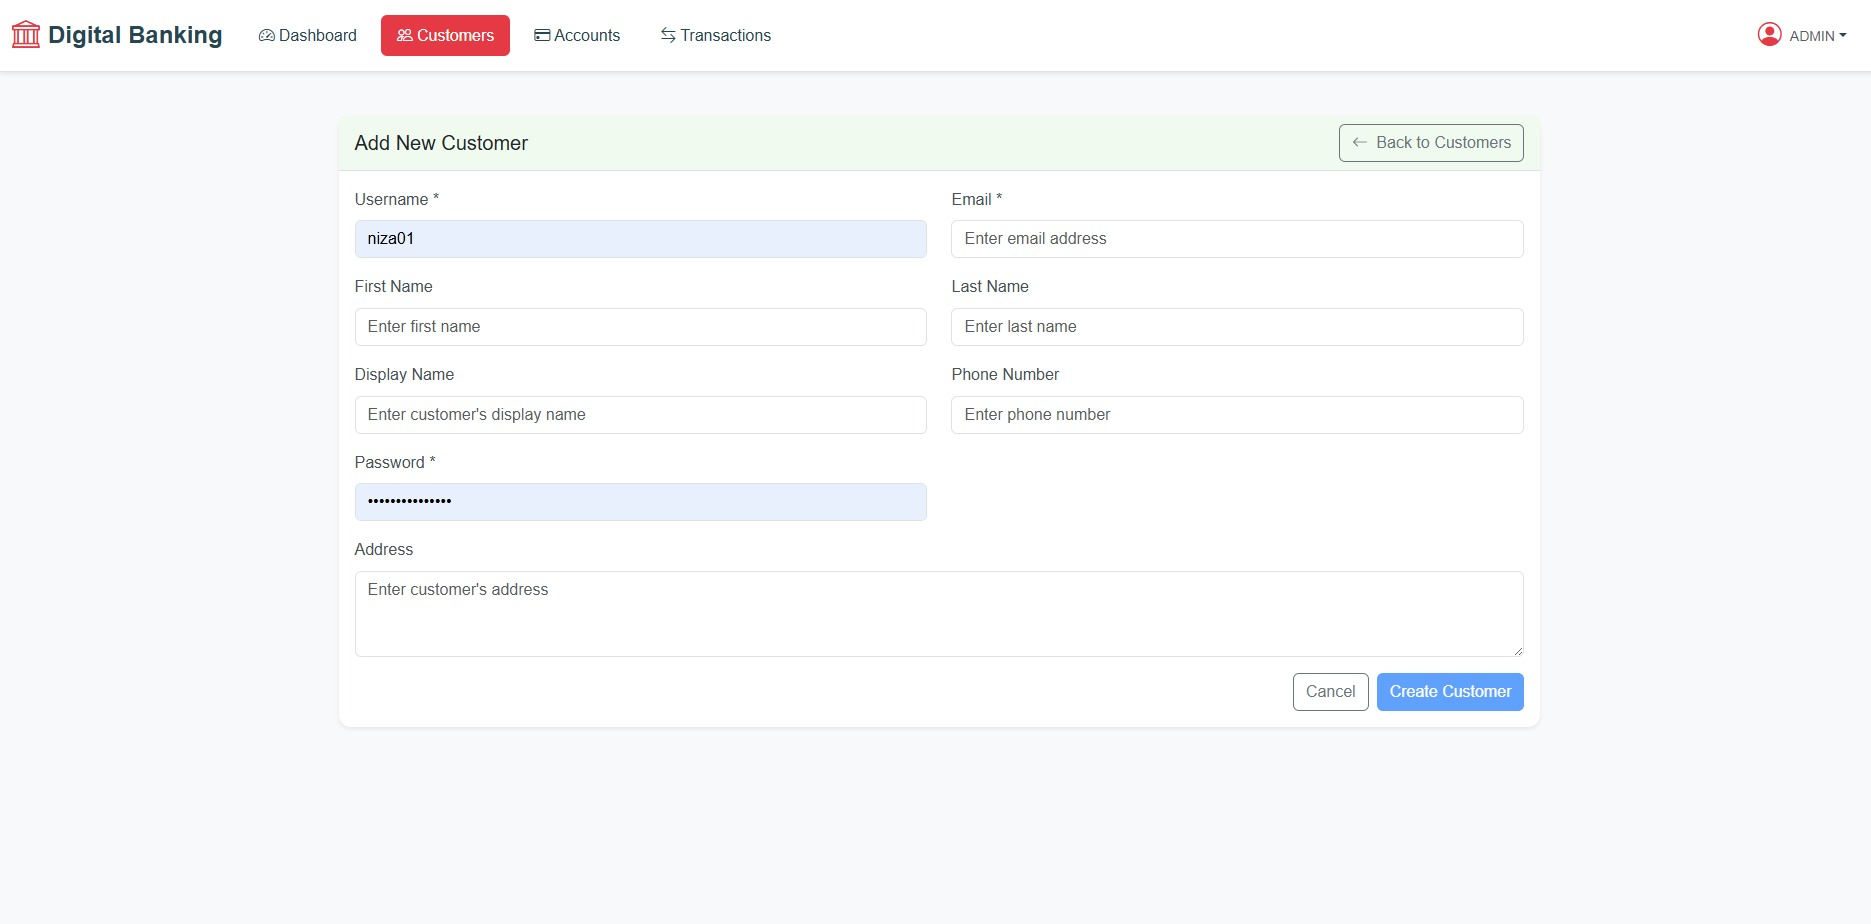 Digital Banking
Dashboard
Customers
Accounts
Transactions
ADMIN
Add New Customer
Back to Customers
Username *
Email *
niza01
Enter email address
First Name
Last Name
Enter first name
Enter last name
Display Name
Phone Number
Enter customer's display name
Enter phone number
Password *
•••••••••••••••
Address
Enter customer's address
Cancel
Create Customer